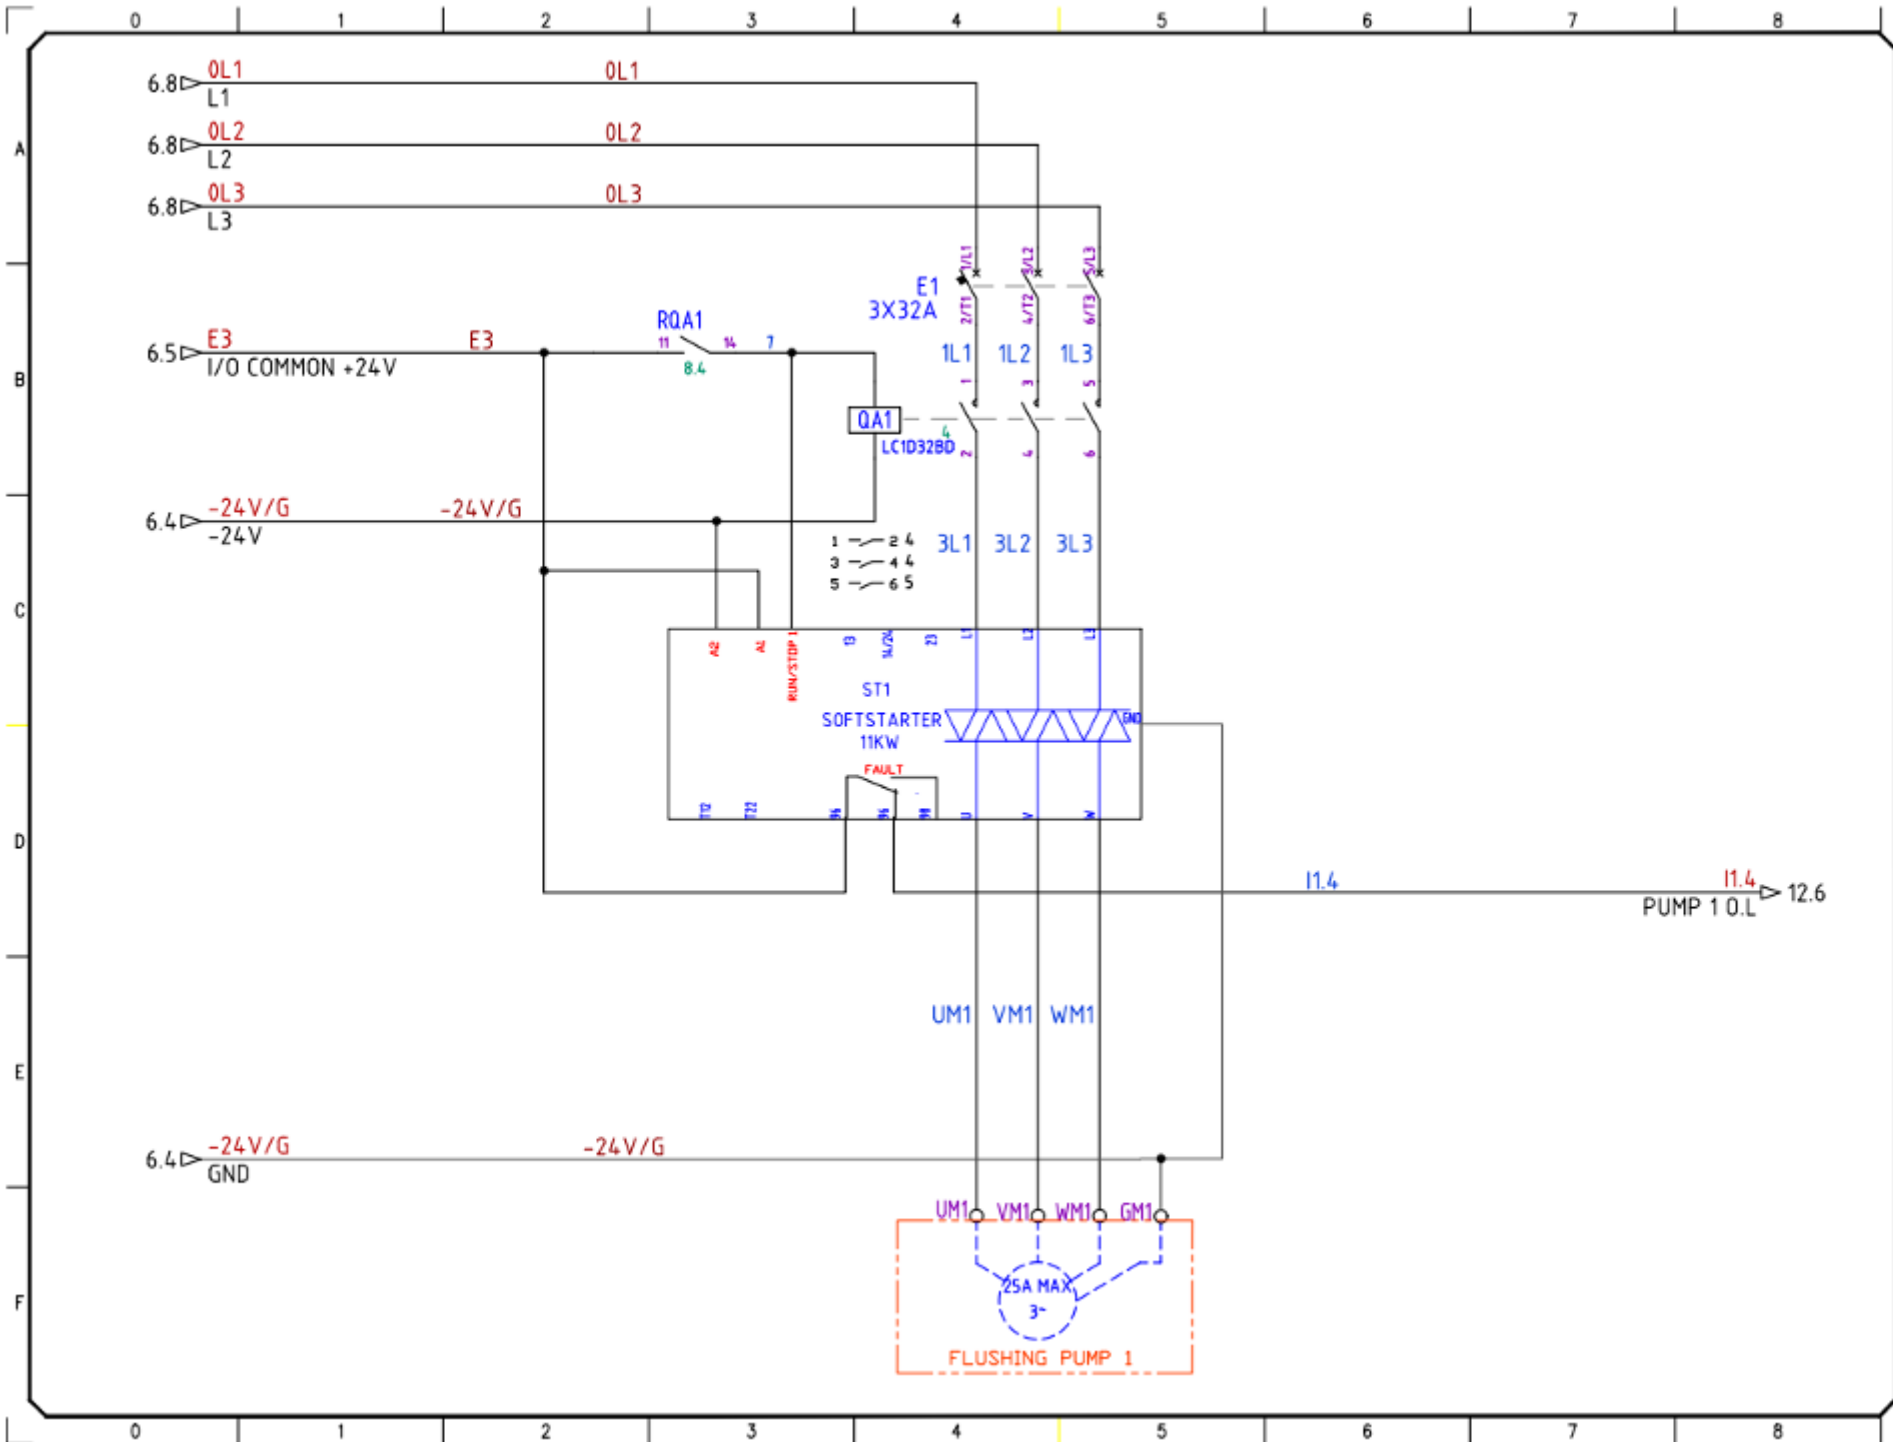 0 1 2 3 4 5 6 7 8
6.8 0L1 0L1
L1
A
6.8 0L2 0L2
L2
6.8 0L3 0L3
L3
1/L1 3/L2 5/L3
E1
3X32A
2/T1 4/T2 6/T3
RQA1
6.5 E3 E3 11 14 7
I/O COMMON +24V
8.4
1L1 1L2 1L3
B
1 3 5
QA1
4
LC1D32BD
2 4 6
6.4 -24V/G -24V/G
-24V
1 2 4
3 4 4
5 6 5
3L1 3L2 3L3
C
A2 A1 RUN/STOP 1 13 14/24 23 L1 L2 L3
ST1
SOFTSTARTER
11KW
GND
FAULT
T12 T22 96 U V W
D
I1.4 I1.4
12.6
PUMP 1 O.L
UM1 VM1 WM1
E
6.4 -24V/G -24V/G
GND
UM1 VM1 WM1 GM1
25A MAX
3~
F
FLUSHING PUMP 1
0 1 2 3 4 5 6 7 8